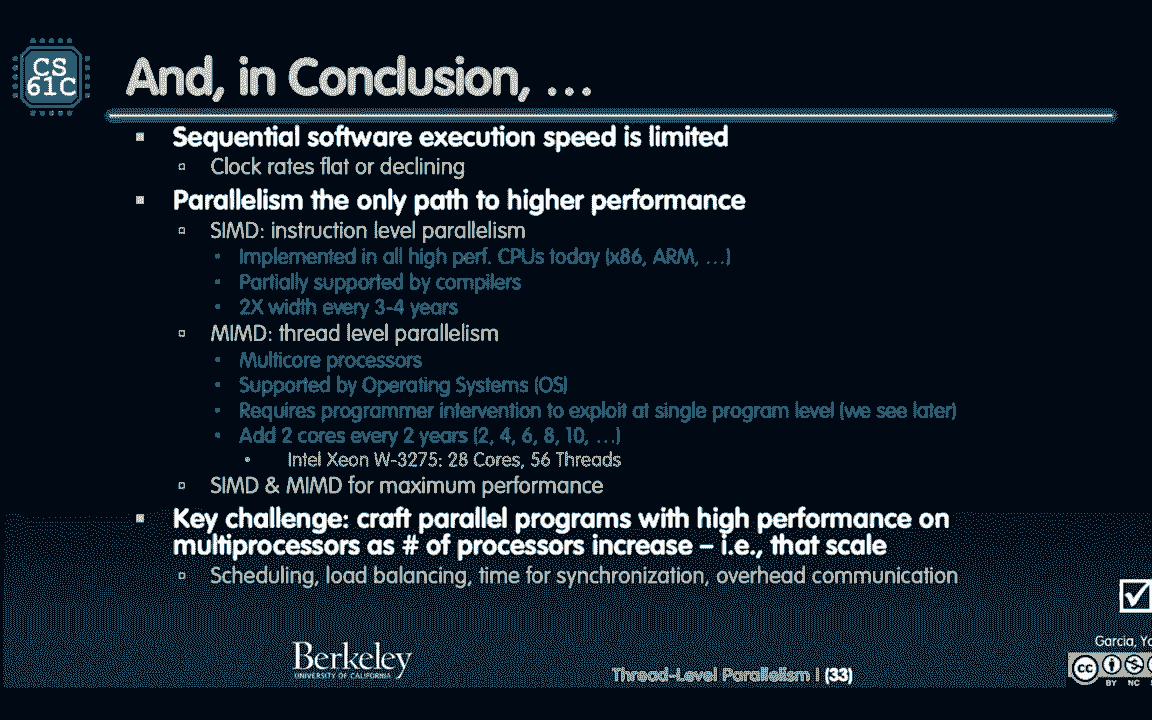 CS
61C
And, in Conclusion, …
Sequential software execution speed is limited
Clock rates flat or declining
Parallelism the only path to higher performance
SIMD: instruction level parallelism
Implemented in all high perf. CPUs today (x86, ARM, …)
Partially supported by compilers
2X width every 3-4 years
MIMD: thread level parallelism
Multicore processors
Supported by Operating Systems (OS)
Requires programmer intervention to exploit at single program level (we see later)
Add 2 cores every 2 years (2, 4, 6, 8, 10, …)
Intel Xeon W-3275: 28 Cores, 56 Threads
SIMD & MIMD for maximum performance
Key challenge: craft parallel programs with high performance on
multiprocessors as # of processors increase – i.e., that scale
Scheduling, load balancing, time for synchronization, overhead communication
Berkeley
UNIVERSITY OF CALIFORNIA
Thread-Level Parallelism I (33)
Garcia,
cc
BY NC